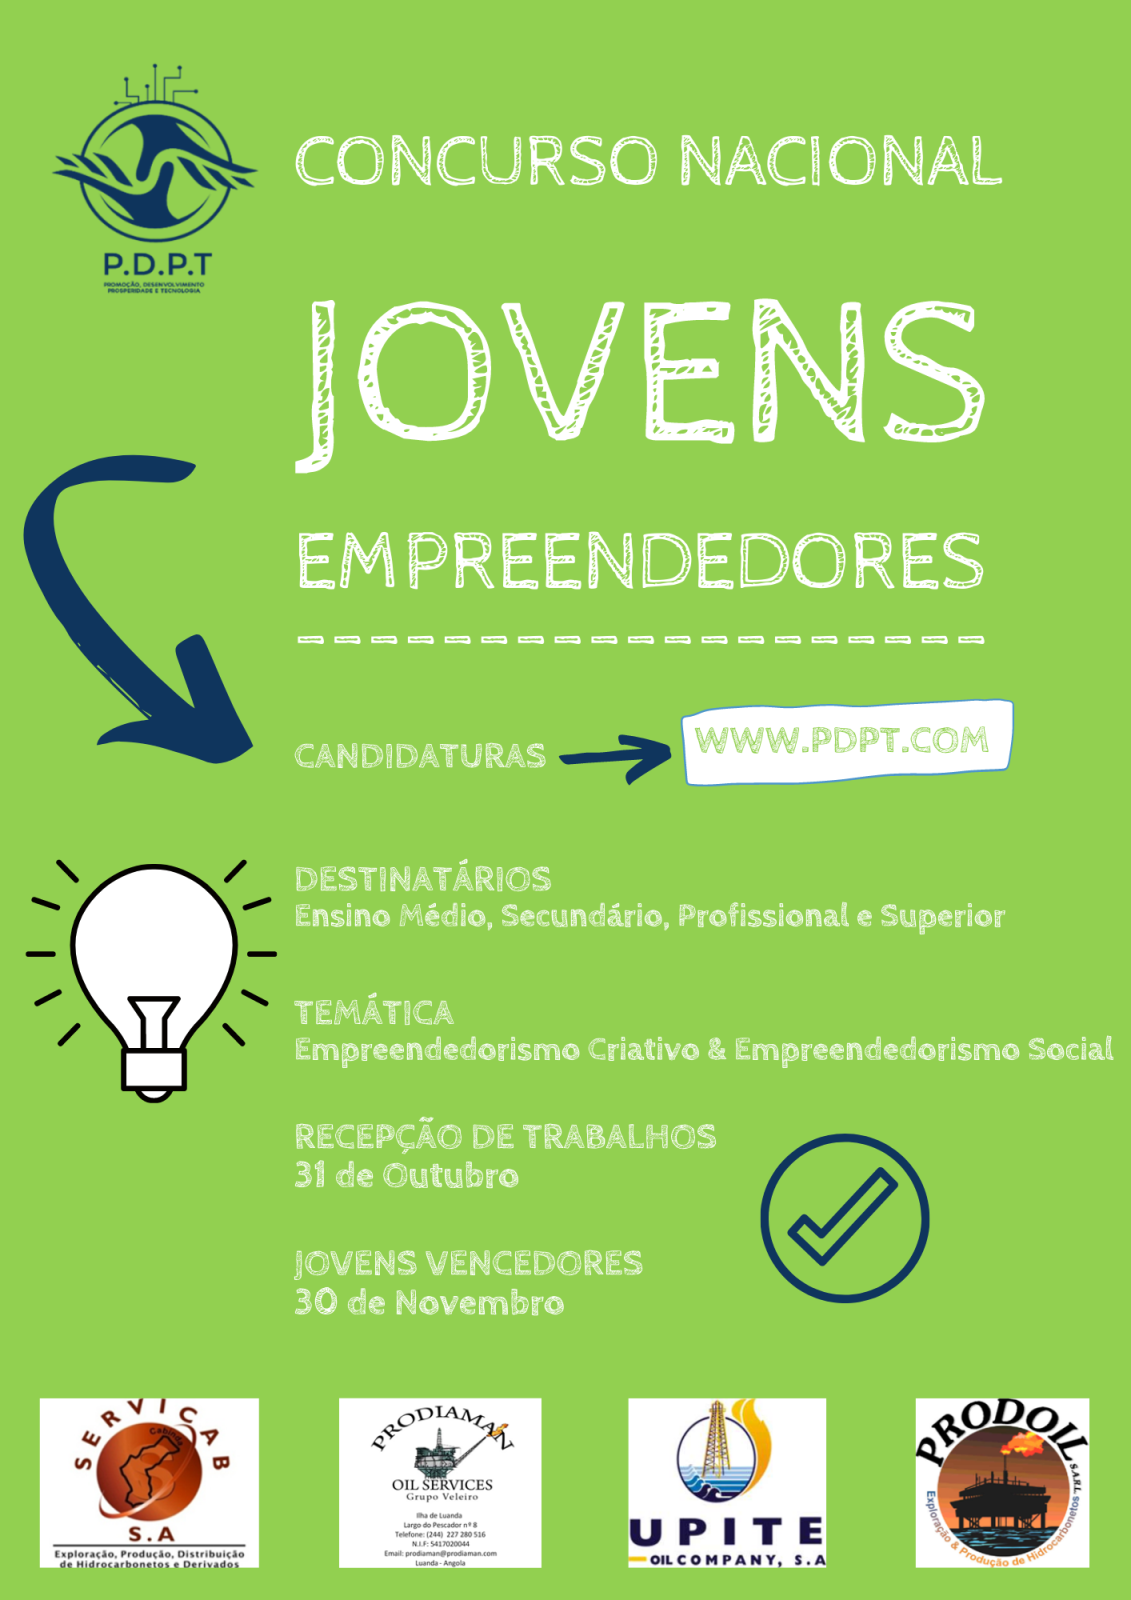 P.D.P.T
PROMOÇÃO, DESENVOLVIMENTO
PROSPERIDADE E TECNOLOGIA
CONCURSO NACIONAL
JOVENS
EMPREENDEDORES
CANDIDATURAS
WWW.PDPT.COM
DESTINATÁRIOS
Ensino Médio, Secundário, Profissional e Superior
TEMÁTICA
Empreendedorismo Criativo & Empreendedorismo Social
RECEPÇÃO DE TRABALHOS
31 de Outubro
JOVENS VENCEDORES
30 de Novembro
SERVICAB
Cabinda
S.A
Exploração, Produção, Distribuição
de Hidrocarbonetos e Derivados
PRODIAMAN
OIL SERVICES
Grupo Veleiro
Ilha de Luanda
Largo do Pescador nº 8
Telefone: (244) 227 280 516
N.I.F: 5417020044
Email: prodiaman@prodiaman.com
Luanda - Angola
UPITE
OIL COMPANY, S.A
PRODOIL
S.A.R.L
Exploração & Produção de Hidrocarbonetos